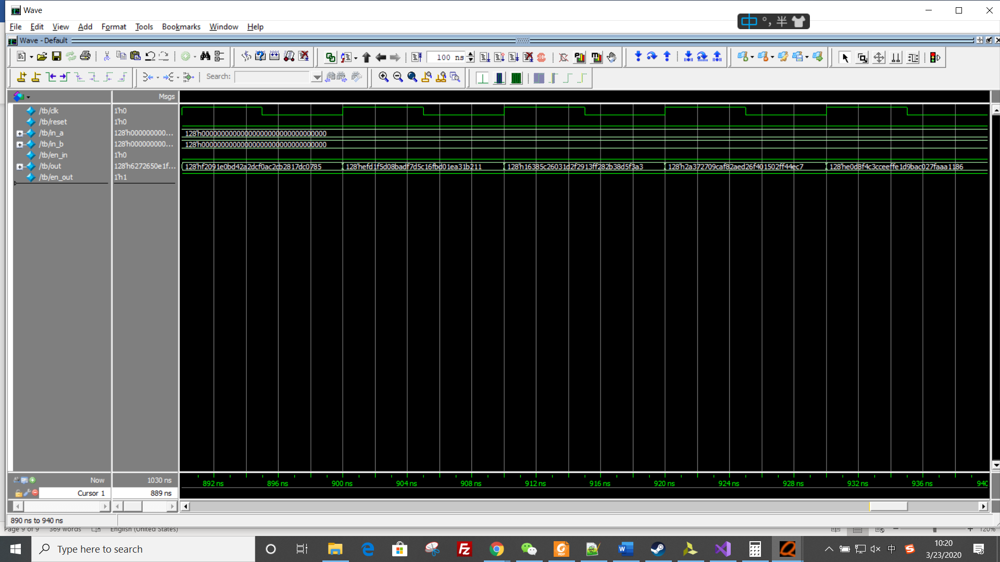 Wave
File Edit View Add Format Tools Bookmarks Window Help
中 °, 半
Wave - Default
100 ns
Search:
Msgs
/tb/clk 1'h0
/tb/reset 1'h0
/tb/in_a 128'h000000000... 128'h00000000000000000000000000000000
/tb/in_b 128'h000000000... 128'h00000000000000000000000000000000
/tb/en_in 1'h0
/tb/out 128'h6272650e1f... 128'hf2091e0bd42a2dcf0ac2cb2817dc0785 128'hefd1f5d08badf7d5c16fbd01ea31b211 128'h16385c26031d2f2913ff282b38d5f3a3 128'h2a372709caf82aed26f401502ff44ec7 128'he0d8f4c3cceeffe1d9bac027faaa1186
/tb/en_out 1'h1
Now 1030 ns
892 ns 896 ns 900 ns 904 ns 908 ns 912 ns 916 ns 920 ns 924 ns 928 ns 932 ns 936 ns 940
Cursor 1 889 ns
890 ns to 940 ns
Page 9 of 9 369 words English (United States) 120%
Type here to search
中
10:20
3/23/2020